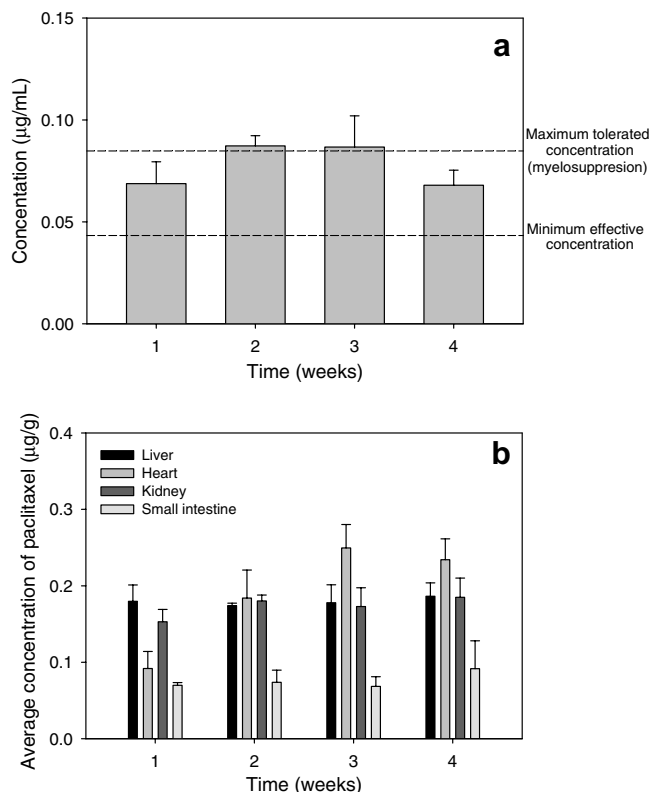 a
0.15
0.10
0.05
0.00
Concentation (μg/mL)
Maximum tolerated
concentration
(myelosuppresion)
Minimum effective
concentration
1 2 3 4
Time (weeks)
b
0.4
0.3
0.2
0.1
0.0
Average concentration of paclitaxel (μg/g)
Liver
Heart
Kidney
Small intestine
1 2 3 4
Time (weeks)